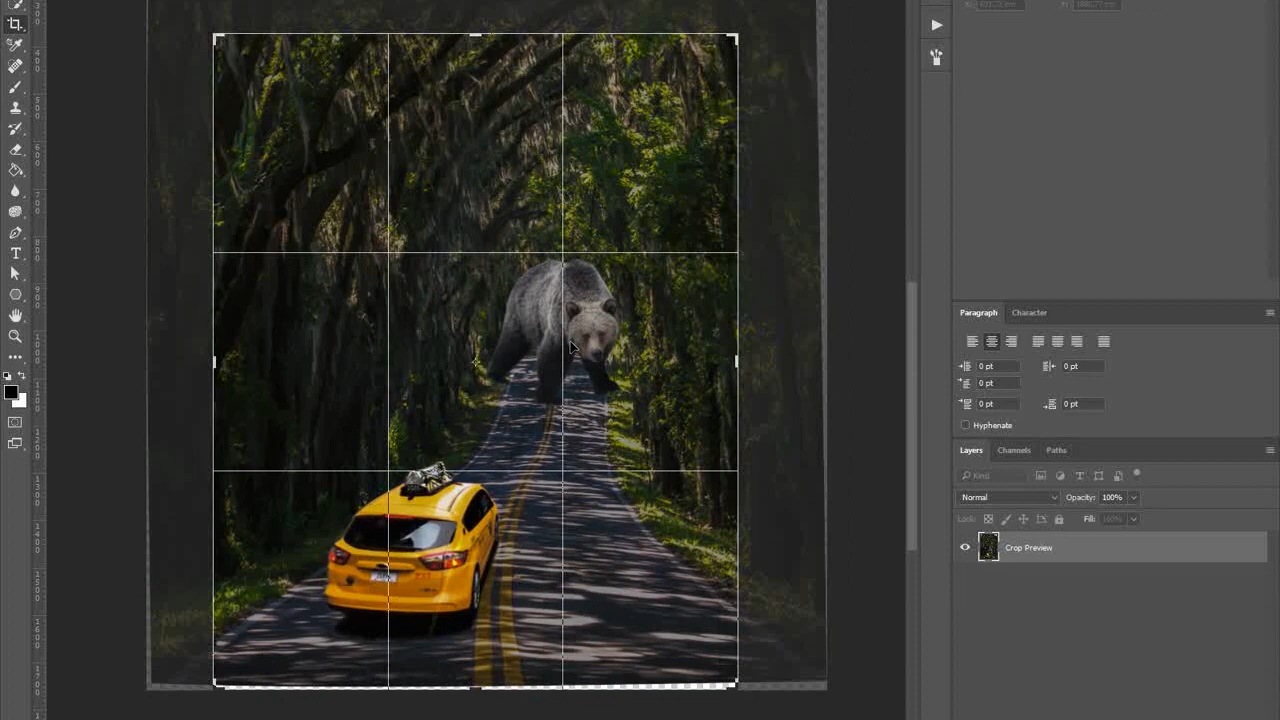 Paragraph
Character
0 pt
0 pt
0 pt
0 pt
0 pt
Hyphenate
Layers
Channels
Paths
Kind
Normal
Opacity: 100%
Lock:
Fill: 100%
Crop Preview